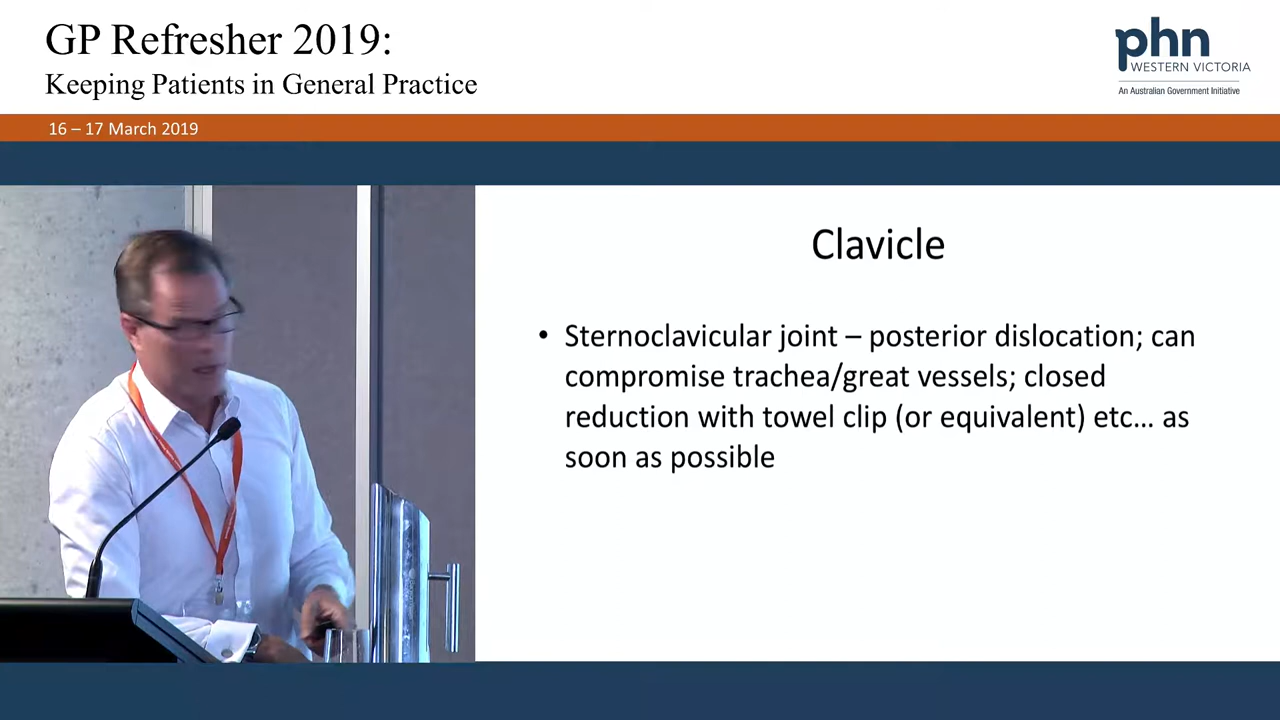 GP Refresher 2019:
Keeping Patients in General Practice
phn
WESTERN VICTORIA
An Australian Government Initiative
16 – 17 March 2019
Clavicle
• Sternoclavicular joint – posterior dislocation; can
compromise trachea/great vessels; closed
reduction with towel clip (or equivalent) etc... as
soon as possible